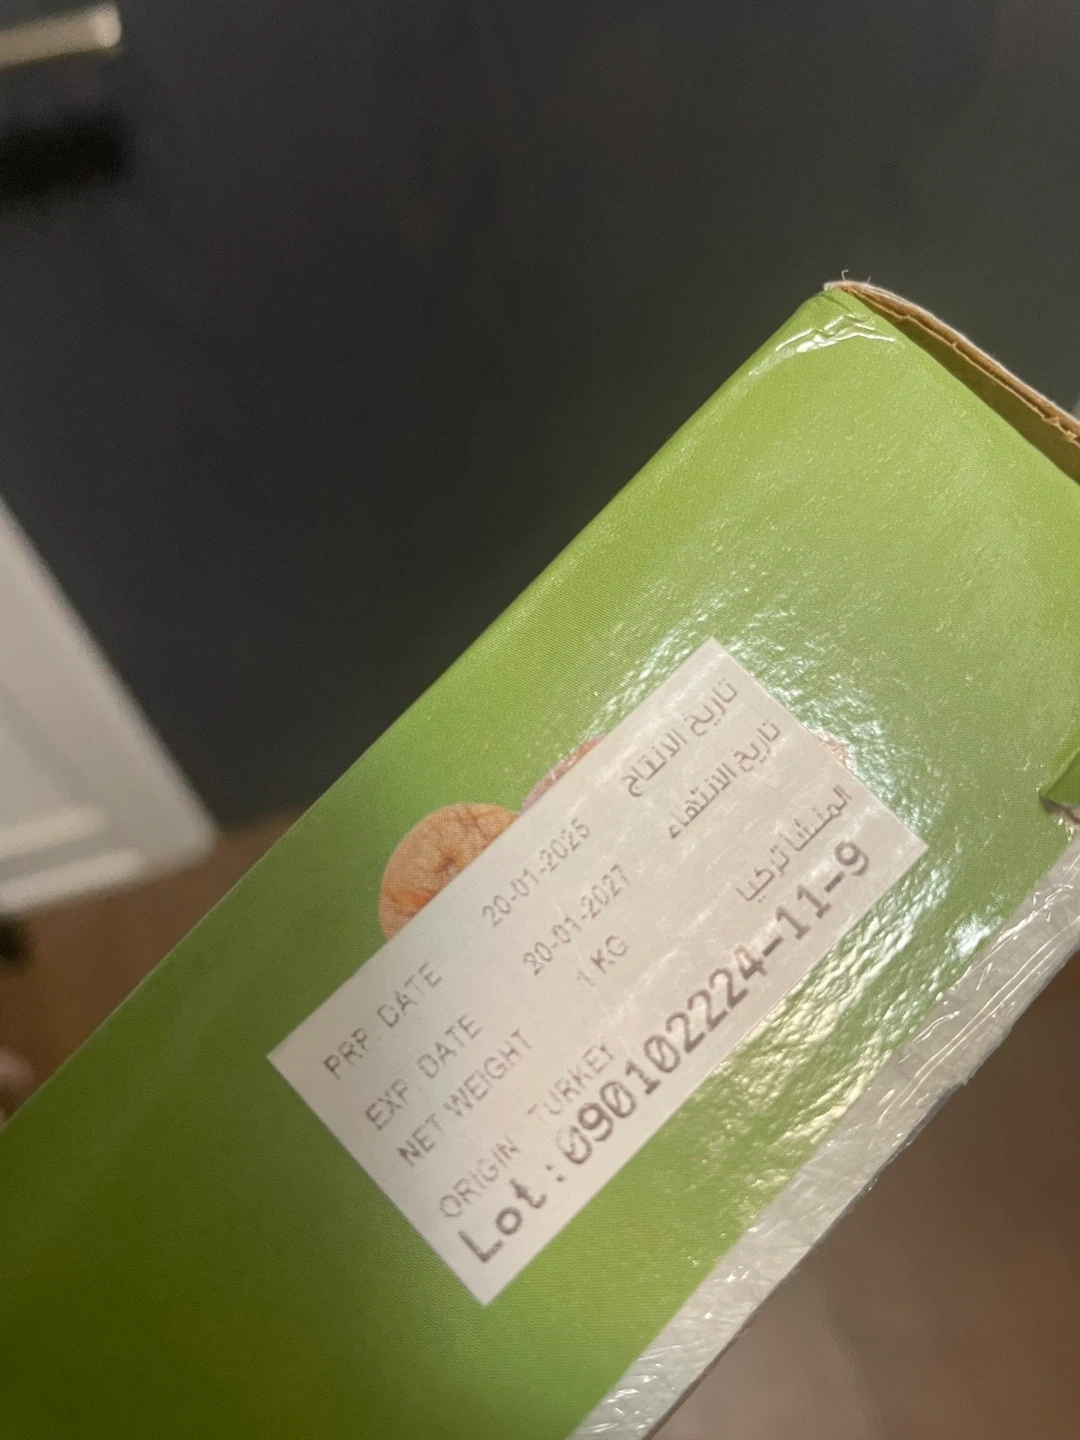 PRP. DATE 20-01-2025 تاريخ الانتاج
EXP. DATE 20-01-2027 تاريخ الانتهاء
NET WEIGHT 1 KG
ORIGIN TURKEY المنشا تركيا
Lot:090102224-11-9